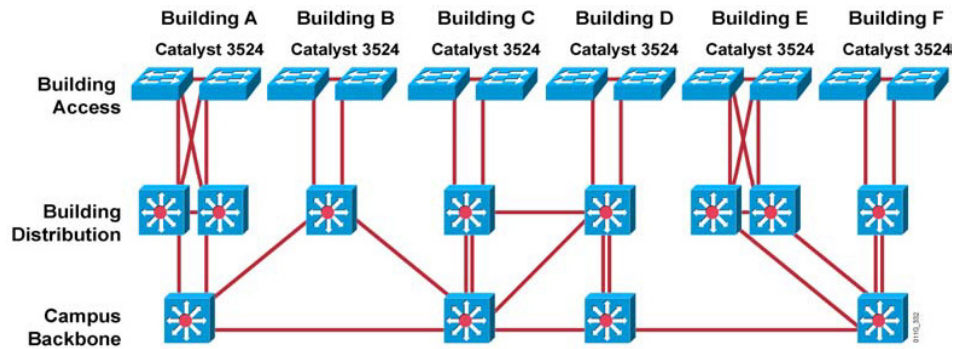 Building A Building B Building C Building D Building E Building F
Catalyst 3524 Catalyst 3524 Catalyst 3524 Catalyst 3524 Catalyst 3524 Catalyst 3524
Building
Access
Building
Distribution
Campus
Backbone